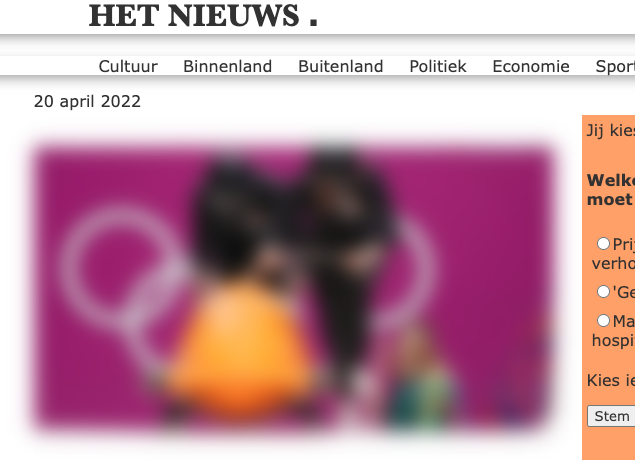 HET NIEUWS .
Cultuur Binnenland Buitenland Politiek Economie Sport
20 april 2022
Jij kies
Welke
moet
Prij
verho
'Ge
Ma
hospi
Kies ie
Stem